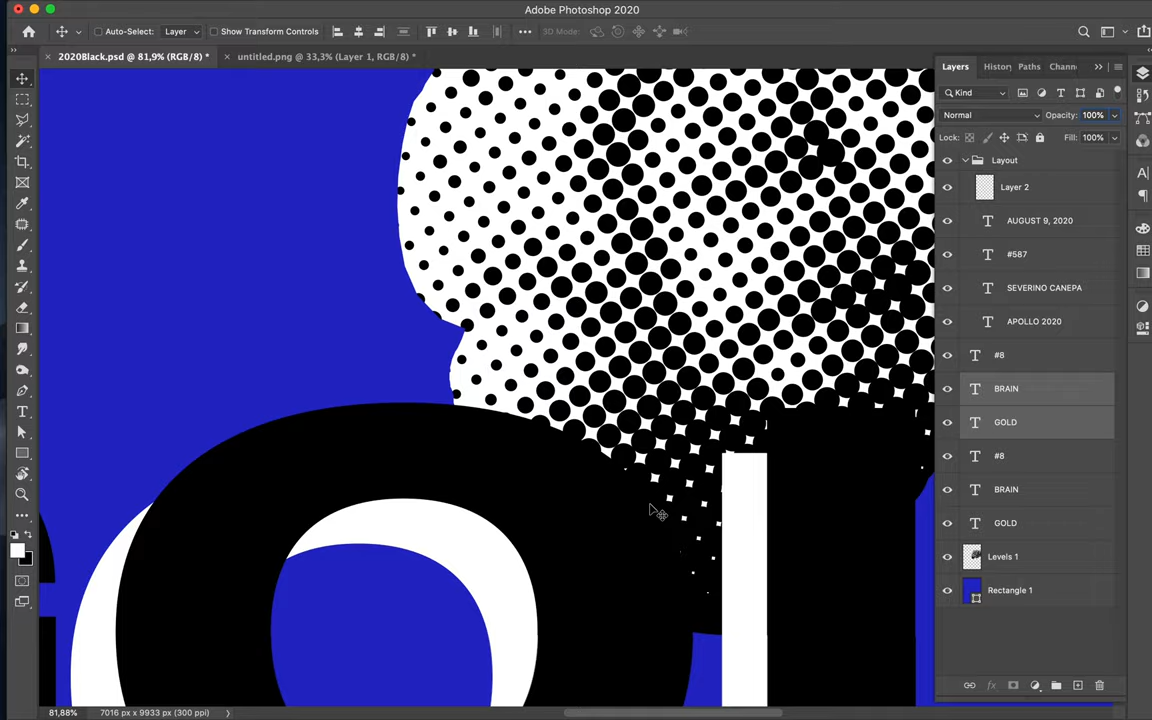 Adobe Photoshop 2020
Auto-Select:
Layer
Show Transform Controls
3D Mode:
2020Black.psd @ 81,9% (RGB/8) *
untitled.png @ 33,3% (Layer 1, RGB/8) *
Layers
History
Paths
Chann
Kind
Normal
Opacity:
100%
Lock:
Fill:
100%
Layout
Layer 2
AUGUST 9, 2020
#587
SEVERINO CANEPA
APOLLO 2020
#8
BRAIN
GOLD
#8
BRAIN
GOLD
Levels 1
Rectangle 1
81,88%
7016 px x 9933 px (300 ppi)